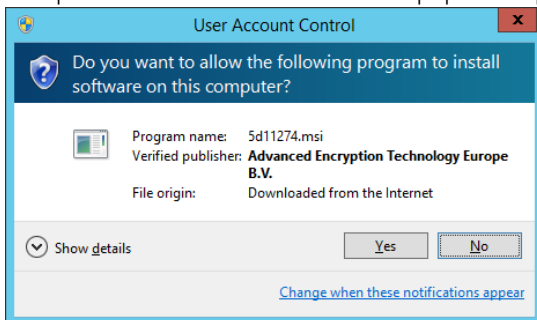 User Account Control
x
Do you want to allow the following program to install
software on this computer?
Program name: 5d11274.msi
Verified publisher: Advanced Encryption Technology Europe
B.V.
File origin: Downloaded from the Internet
Show details
Yes
No
Change when these notifications appear